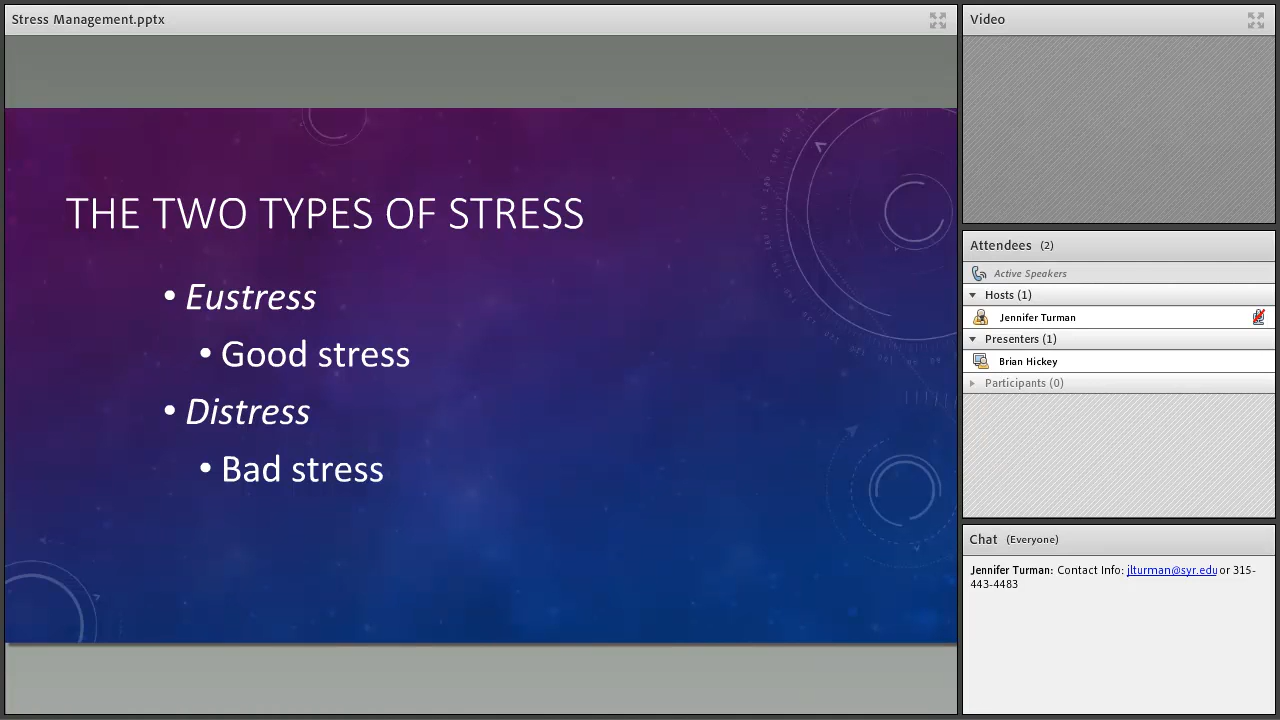 Stress Management.pptx
THE TWO TYPES OF STRESS
• Eustress
• Good stress
• Distress
• Bad stress
Video
Attendees (2)
Active Speakers
Hosts (1)
Jennifer Turman
Presenters (1)
Brian Hickey
Participants (0)
Chat (Everyone)
Jennifer Turman: Contact Info: jlturman@syr.edu or 315-
443-4483